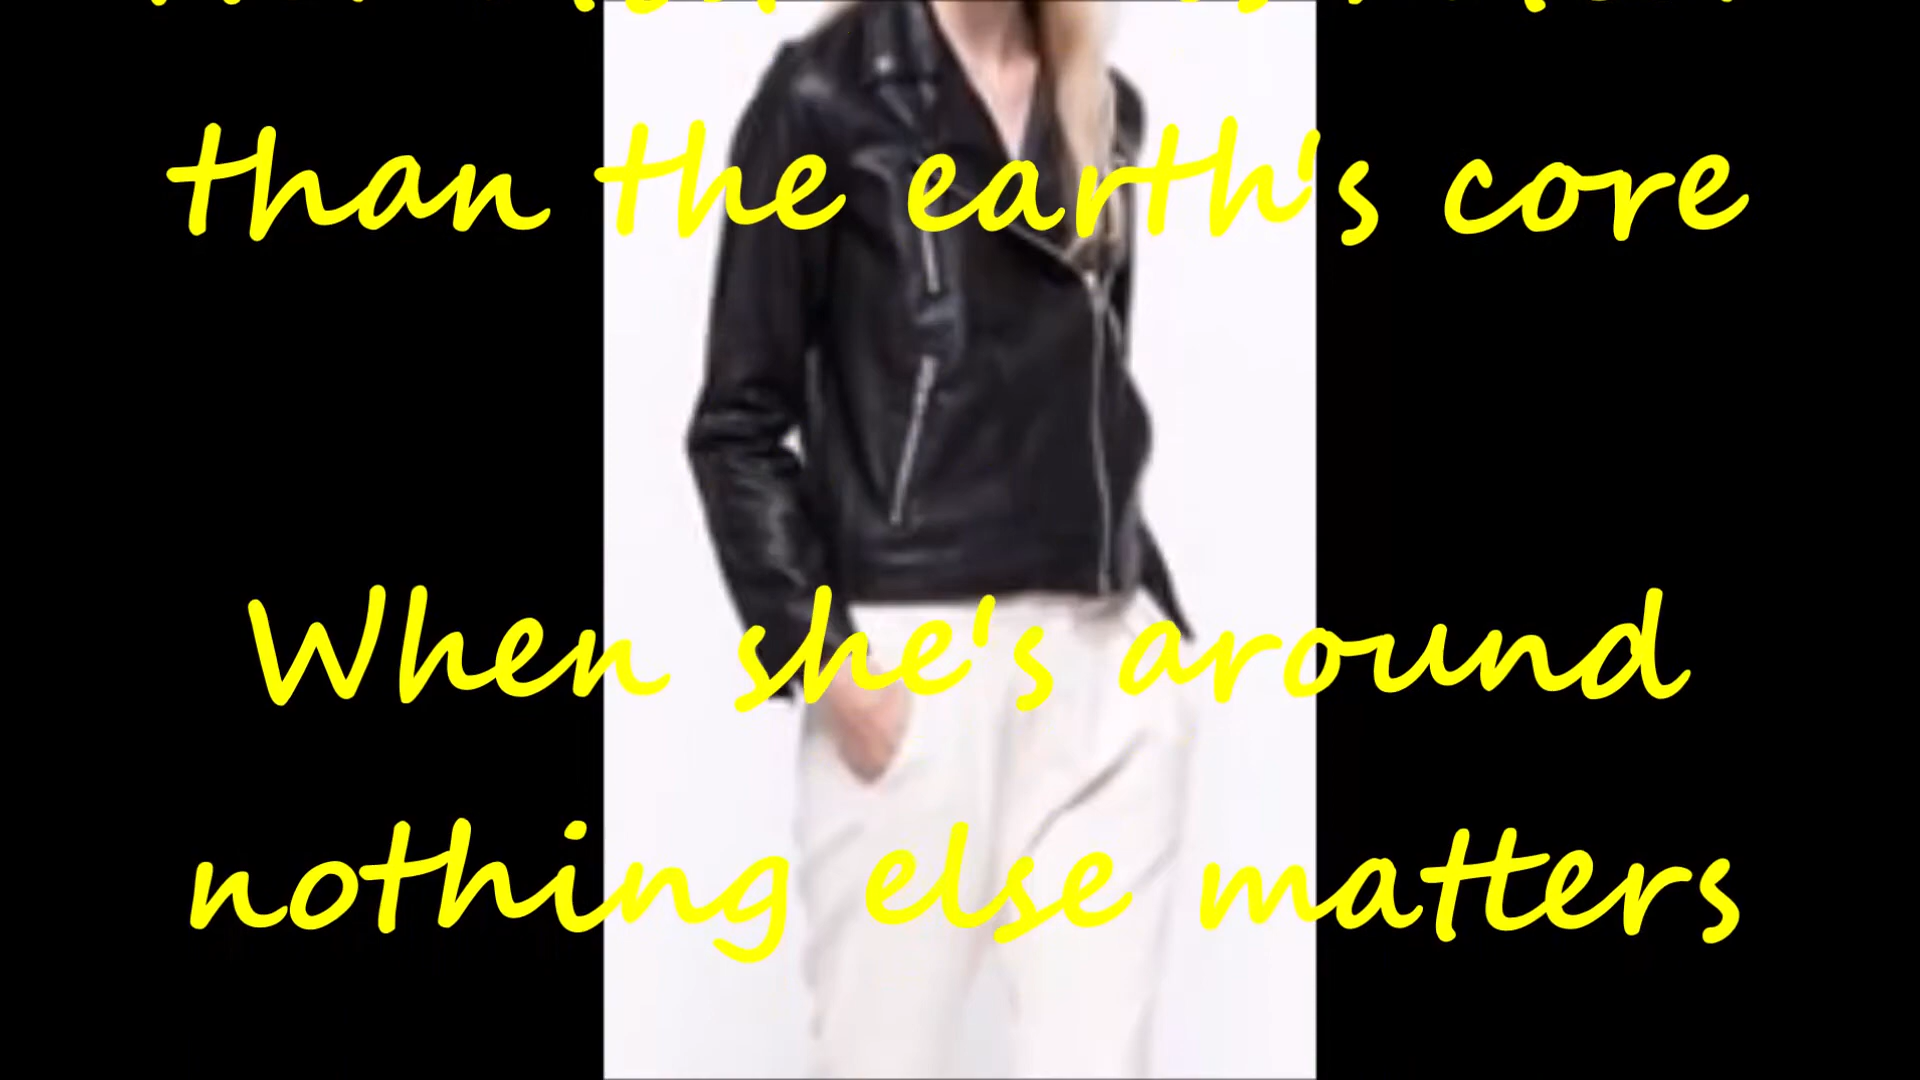 than the earth's core
When she's around
nothing else matters